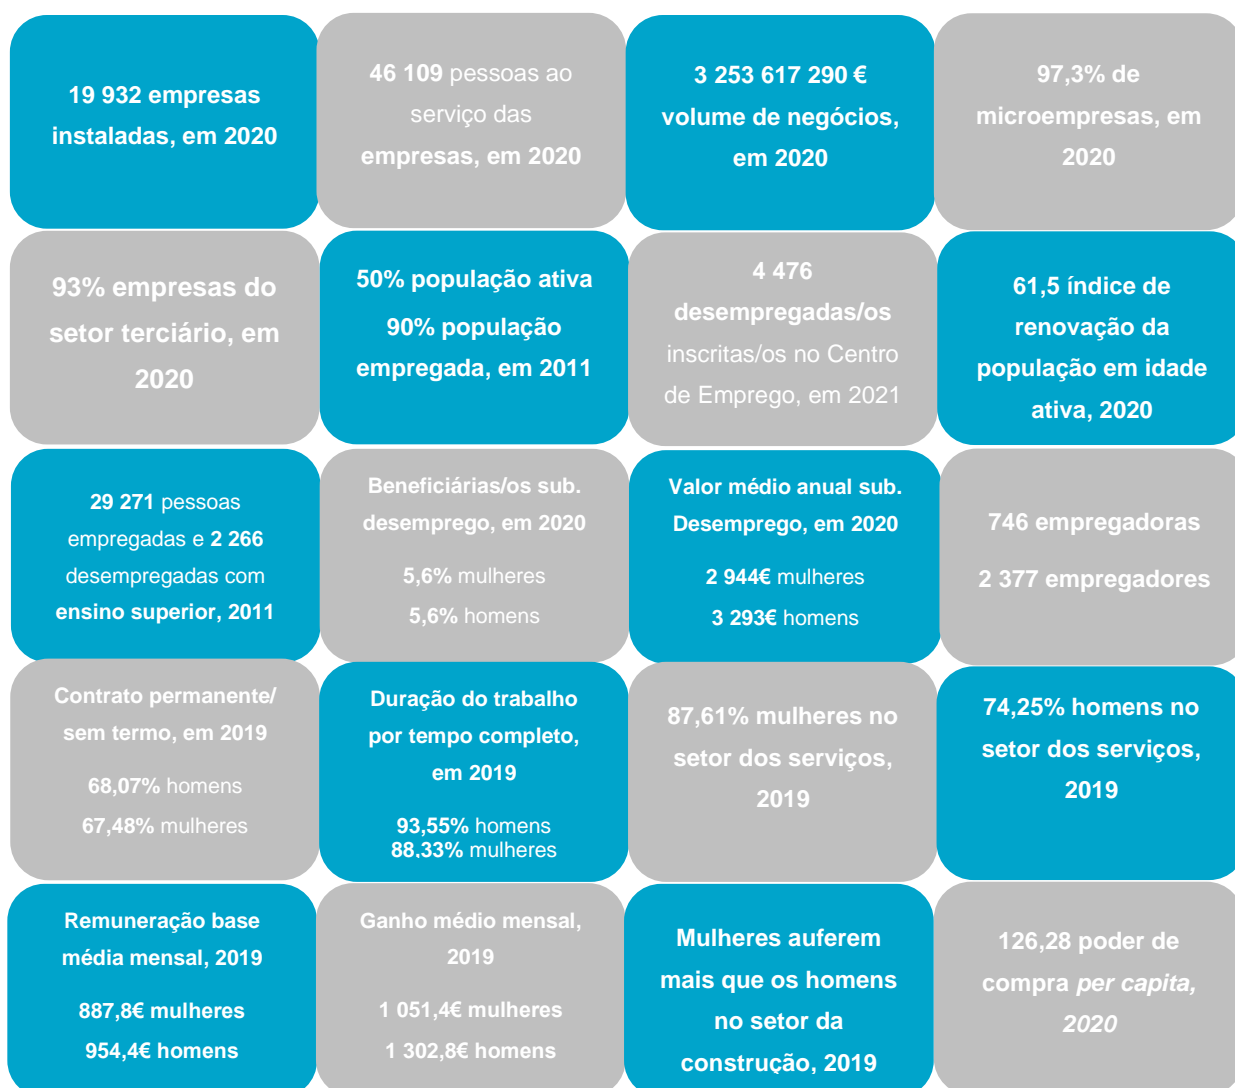 19 932 empresas
instaladas, em 2020
46 109 pessoas ao
serviço das
empresas, em 2020
3 253 617 290 €
volume de negócios,
em 2020
97,3% de
microempresas, em
2020
93% empresas do
setor terciário, em
2020
50% população ativa
90% população
empregada, em 2011
4 476
desempregadas/os
inscritas/os no Centro
de Emprego, em 2021
61,5 índice de
renovação da
população em idade
ativa, 2020
29 271 pessoas
empregadas e 2 266
desempregadas com
ensino superior, 2011
Beneficiárias/os sub.
desemprego, em 2020
5,6% mulheres
5,6% homens
Valor médio anual sub.
Desemprego, em 2020
2 944€ mulheres
3 293€ homens
746 empregadoras
2 377 empregadores
Contrato permanente/
sem termo, em 2019
68,07% homens
67,48% mulheres
Duração do trabalho
por tempo completo,
em 2019
93,55% homens
88,33% mulheres
87,61% mulheres no
setor dos serviços,
2019
74,25% homens no
setor dos serviços,
2019
Remuneração base
média mensal, 2019
887,8€ mulheres
954,4€ homens
Ganho médio mensal,
2019
1 051,4€ mulheres
1 302,8€ homens
Mulheres auferem
mais que os homens
no setor da
construção, 2019
126,28 poder de
compra per capita,
2020